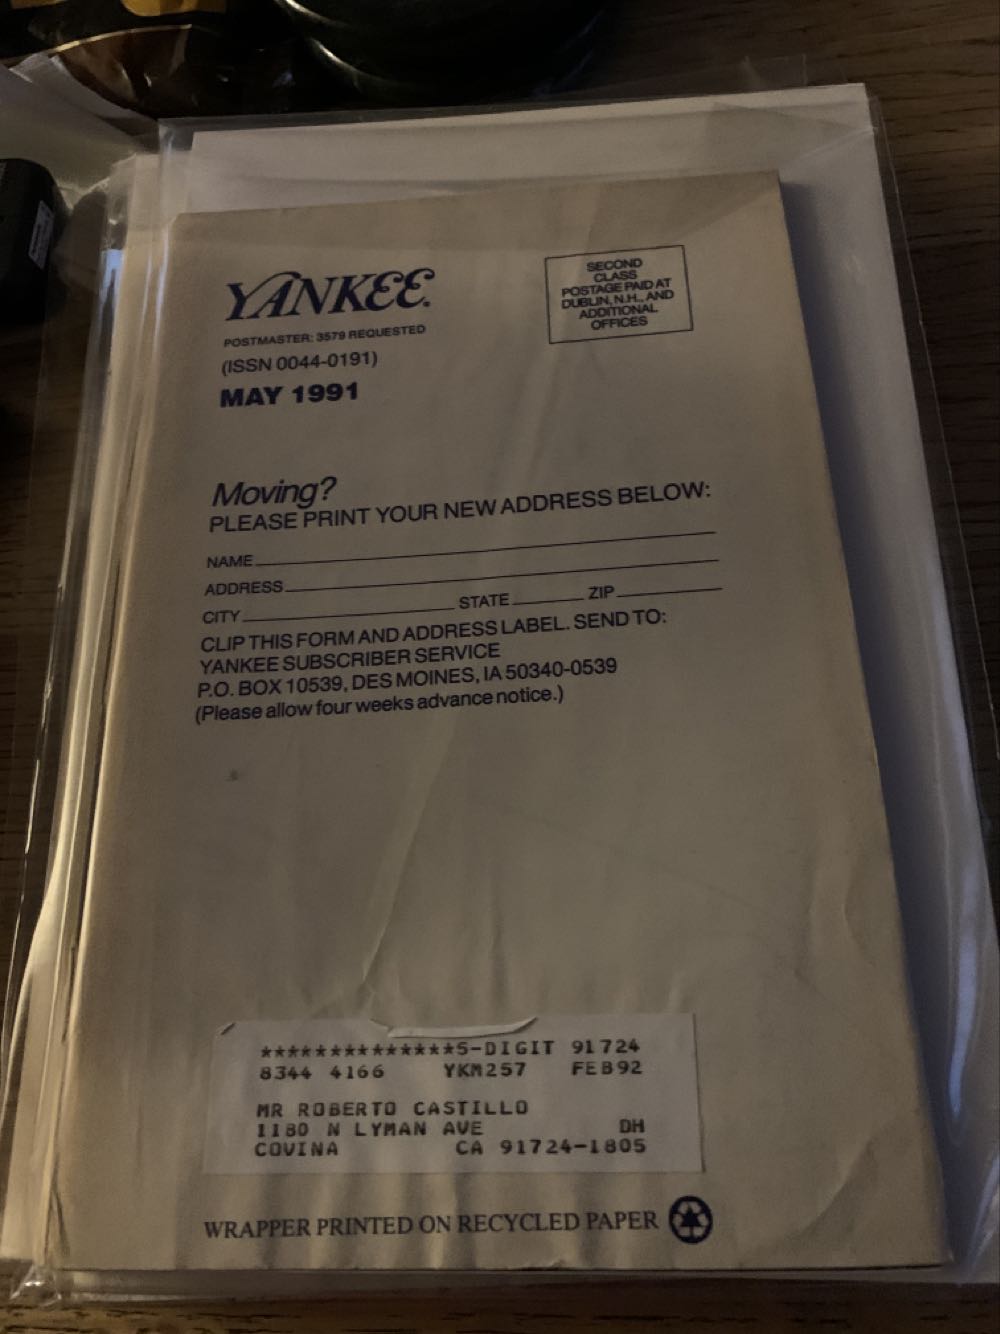 YANKEE.
POSTMASTER: 3579 REQUESTED
(ISSN 0044-0191)
MAY 1991
SECOND
CLASS
POSTAGE PAID AT
DUBLIN, N.H., AND
ADDITIONAL
OFFICES
Moving?
PLEASE PRINT YOUR NEW ADDRESS BELOW:
NAME
ADDRESS
CITY STATE ZIP
CLIP THIS FORM AND ADDRESS LABEL. SEND TO:
YANKEE SUBSCRIBER SERVICE
P.O. BOX 10539, DES MOINES, IA 50340-0539
(Please allow four weeks advance notice.)
**************5-DIGIT 91724
8344 4166 YKM257 FEB92
MR ROBERTO CASTILLO
1180 N LYMAN AVE DH
COVINA CA 91724-1805
WRAPPER PRINTED ON RECYCLED PAPER